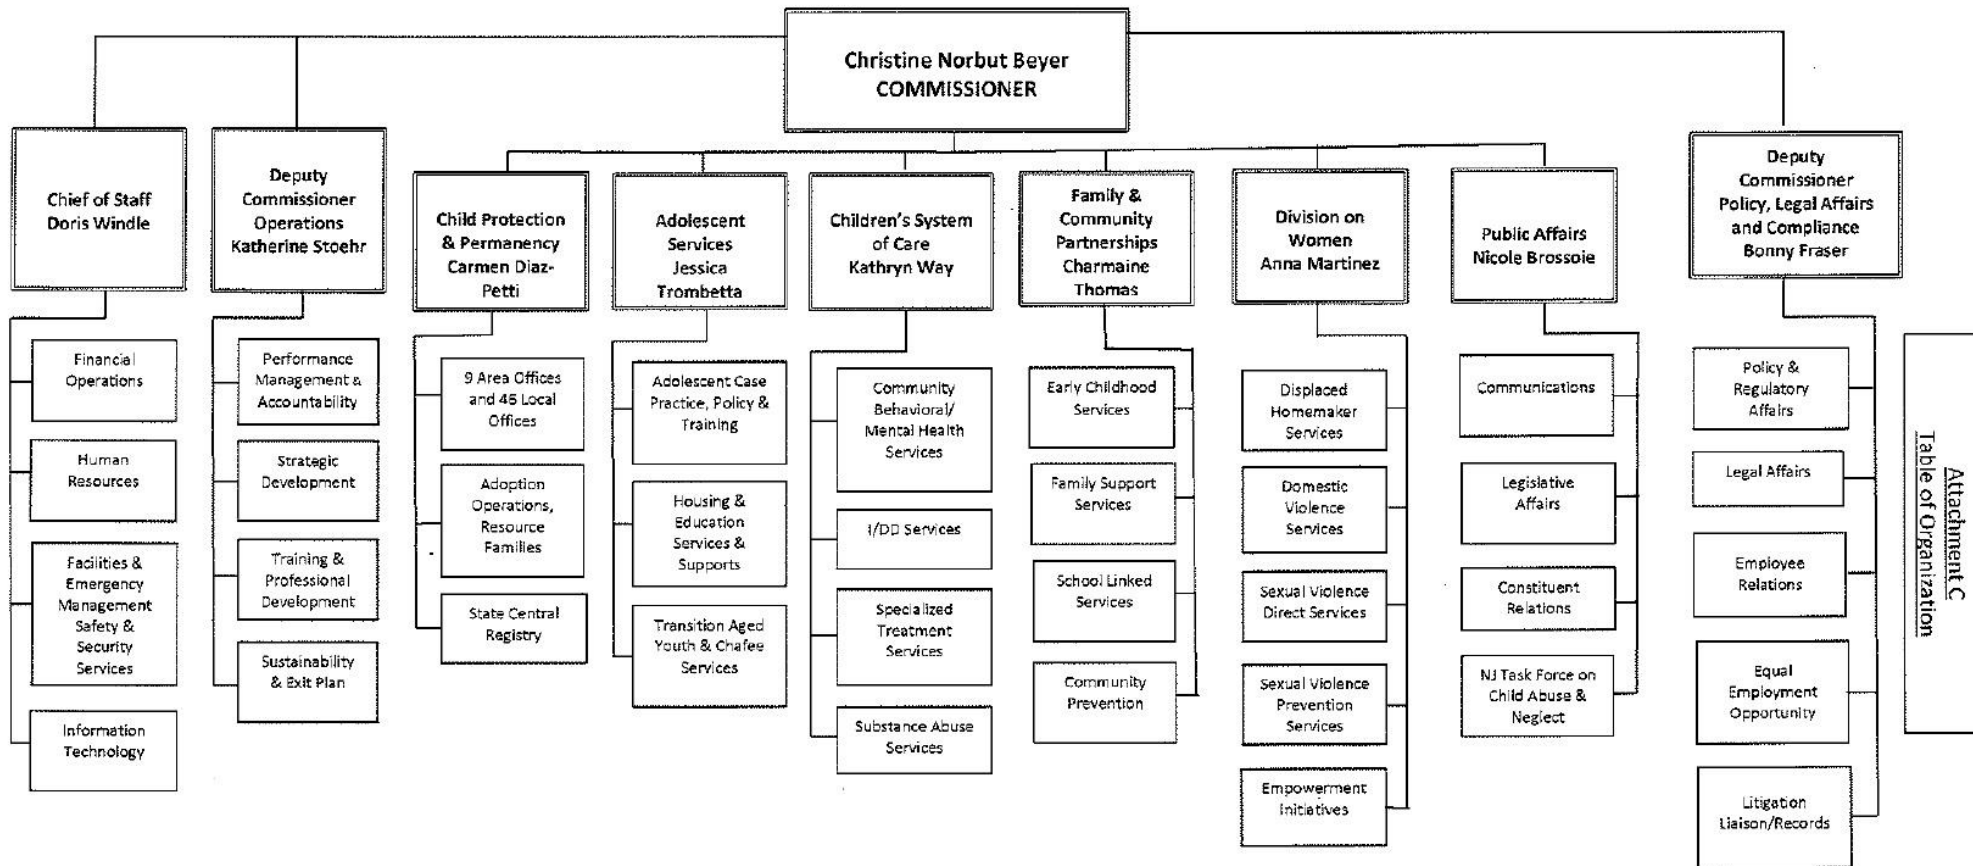 Christine Norbut Beyer
COMMISSIONER
Chief of Staff
Doris Windle
Financial
Operations
Human
Resources
Facilities &
Emergency
Management
Safety &
Security
Services
Information
Technology
Deputy
Commissioner
Operations
Katherine Stoehr
Performance
Management &
Accountability
Strategic
Development
Training &
Professional
Development
Sustainability
& Exit Plan
Child Protection
& Permanency
Carmen Diaz-
Petti
9 Area Offices
and 46 Local
Offices
Adoption
Operations,
Resource
Families
State Central
Registry
Adolescent
Services
Jessica
Trombetta
Adolescent Case
Practice, Policy &
Training
Housing &
Education
Services &
Supports
Transition Aged
Youth & Chafee
Services
Children's System
of Care
Kathryn Way
Community
Behavioral/
Mental Health
Services
I/DD Services
Specialized
Treatment
Services
Substance Abuse
Services
Family &
Community
Partnerships
Charmaine
Thomas
Early Childhood
Services
Family Support
Services
School Linked
Services
Community
Prevention
Division on
Women
Anna Martinez
Displaced
Homemaker
Services
Domestic
Violence
Services
Sexual Violence
Direct Services
Sexual Violence
Prevention
Services
Empowerment
Initiatives
Public Affairs
Nicole Brossoie
Communications
Legislative
Affairs
Constituent
Relations
NJ Task Force on
Child Abuse &
Neglect
Deputy
Commissioner
Policy, Legal Affairs
and Compliance
Bonny Fraser
Policy &
Regulatory
Affairs
Legal Affairs
Employee
Relations
Equal
Employment
Opportunity
Litigation
Liaison/Records
Attachment C
Table of Organization